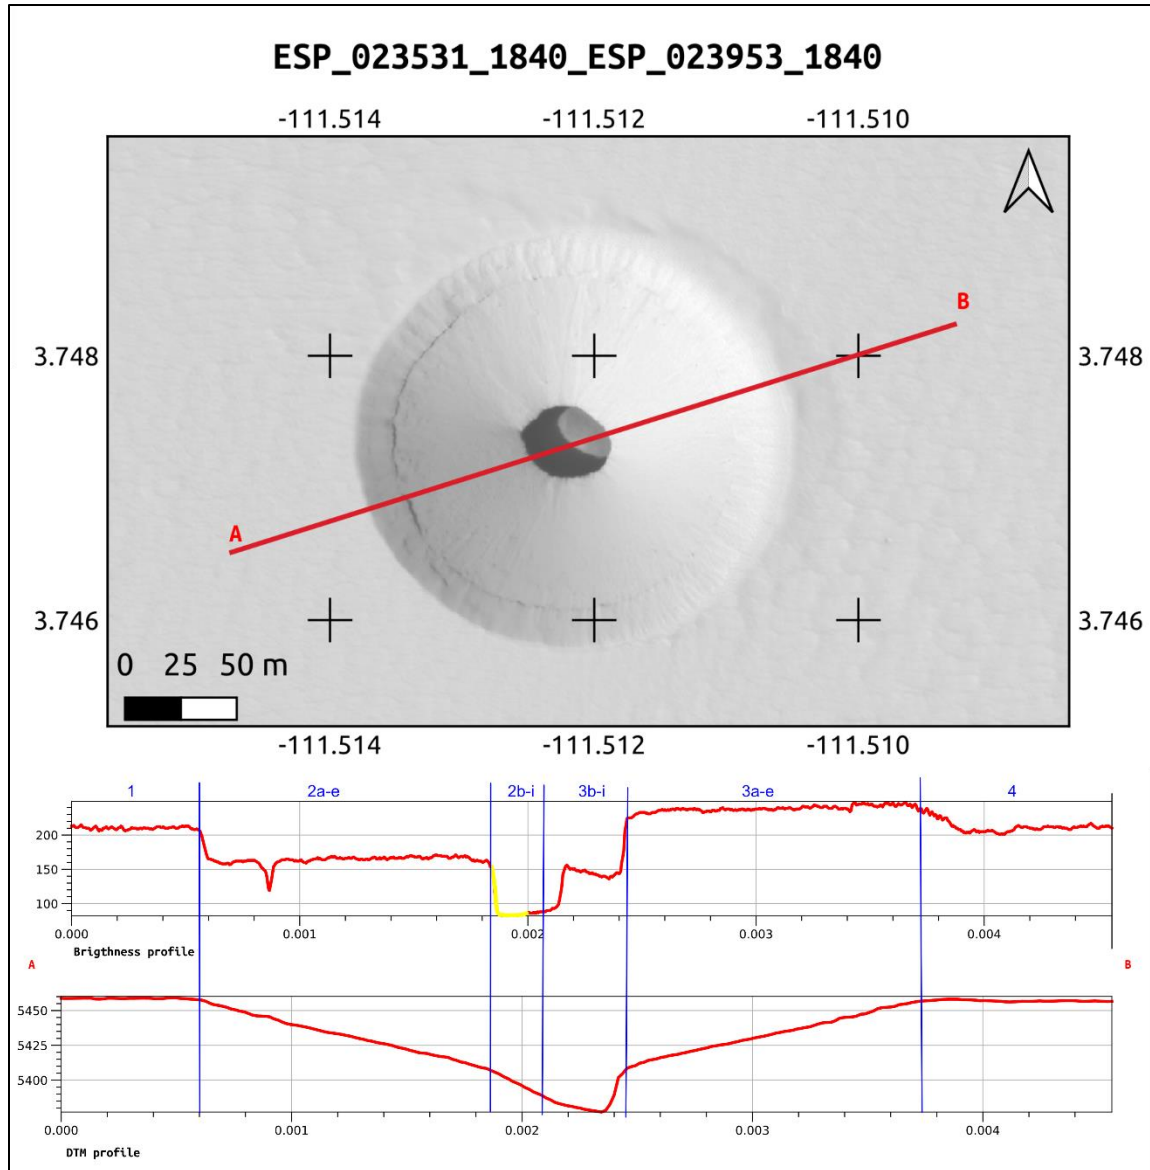 ESP_023531_1840_ESP_023953_1840
-111.514 -111.512 -111.510
B
3.748 3.748
A
3.746 3.746
0 25 50 m
-111.514 -111.512 -111.510
1 2a-e 2b-i 3b-i 3a-e 4
200
150
100
0.000 0.001 0.002 0.003 0.004
Brigthness profile
A B
5450
5425
5400
0.000 0.001 0.002 0.003 0.004
DTM profile